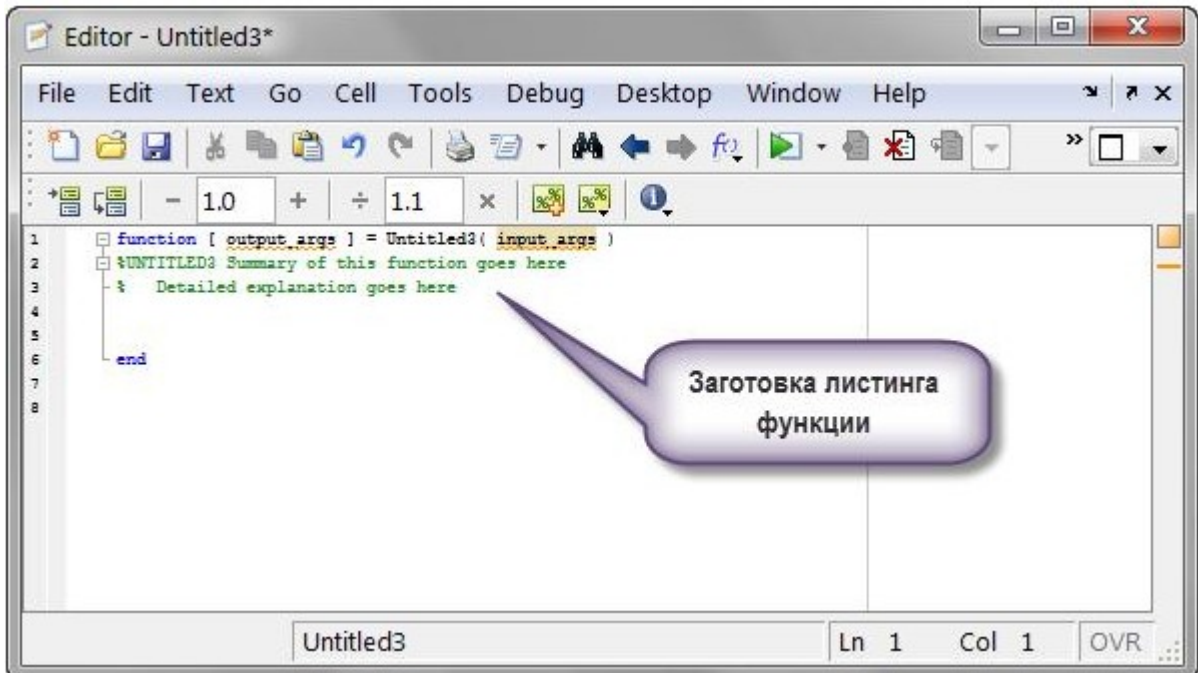 Editor - Untitled3*
File Edit Text Go Cell Tools Debug Desktop Window Help
− 1.0 + ÷ 1.1 ×
1 function [ output_args ] = Untitled3( input_args )
2 %UNTITLED3 Summary of this function goes here
3 % Detailed explanation goes here
4
5
6 end
7
8
Заготовка листинга
функции
Untitled3 Ln 1 Col 1 OVR